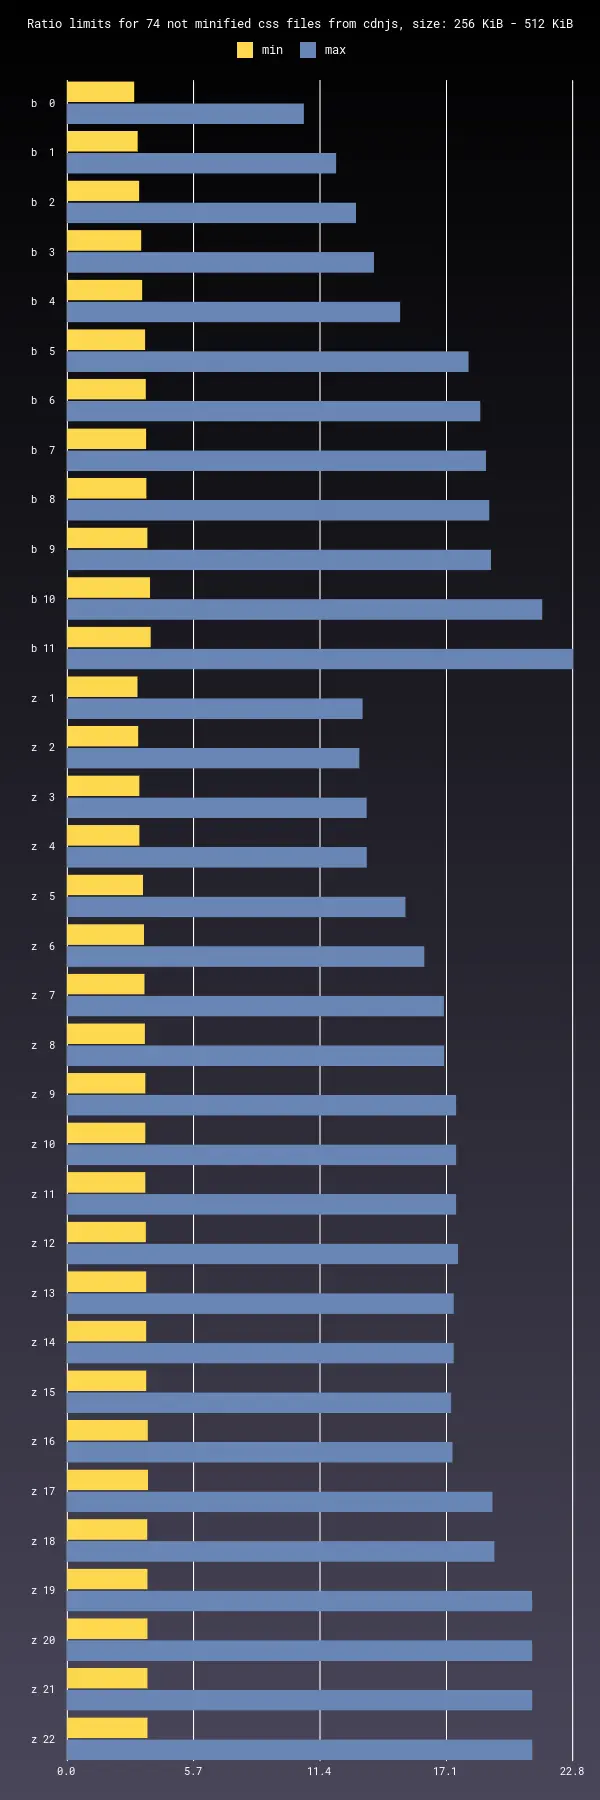 Ratio limits for 74 not minified css files from cdnjs, size: 256 KiB - 512 KiB
min max
b 0
b 1
b 2
b 3
b 4
b 5
b 6
b 7
b 8
b 9
b 10
b 11
z 1
z 2
z 3
z 4
z 5
z 6
z 7
z 8
z 9
z 10
z 11
z 12
z 13
z 14
z 15
z 16
z 17
z 18
z 19
z 20
z 21
z 22
0.0 5.7 11.4 17.1 22.8